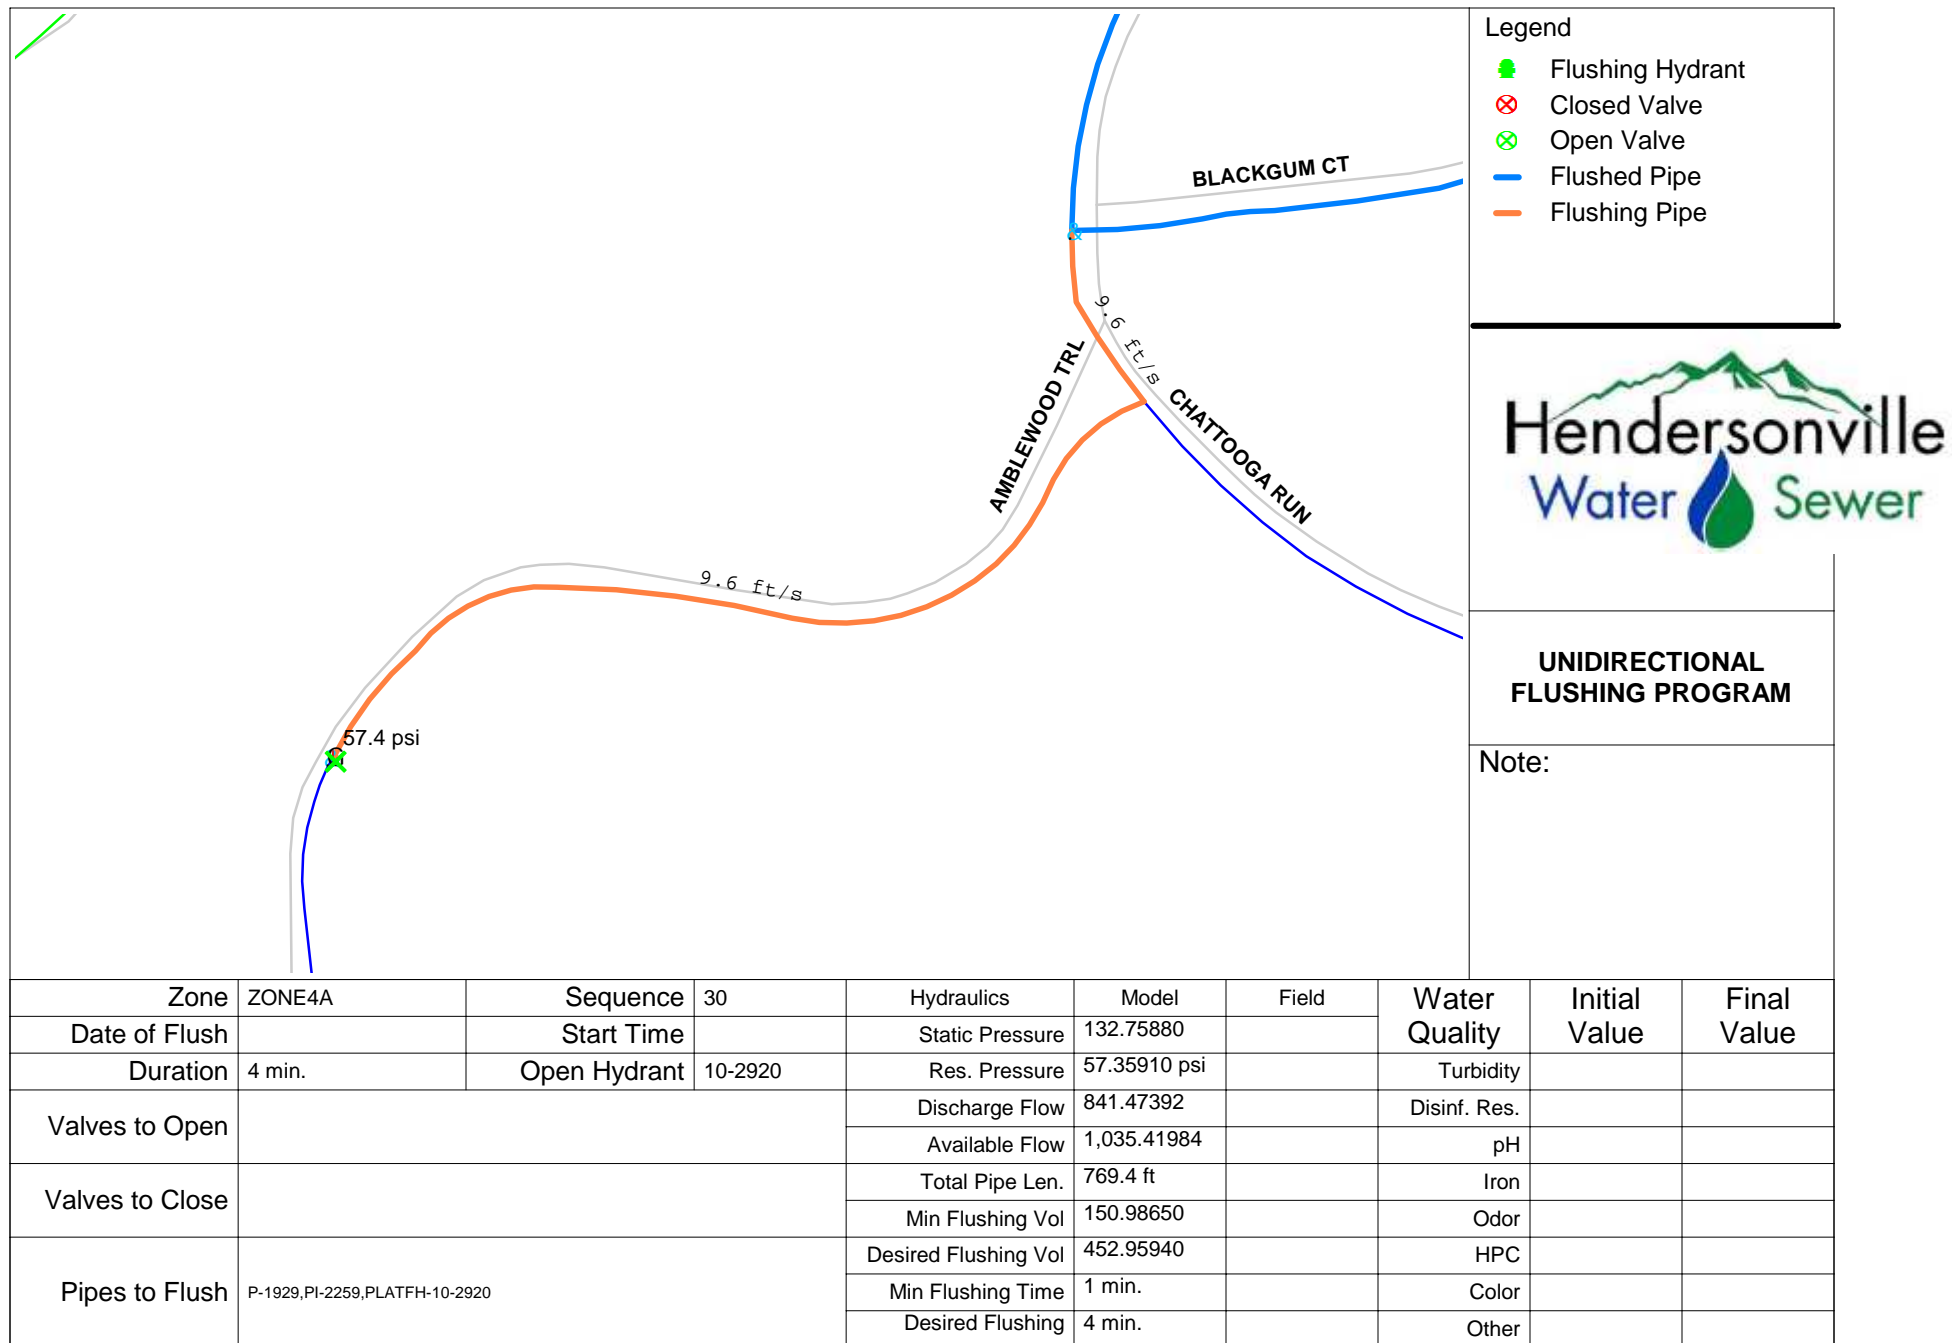 Legend
Flushing Hydrant
Closed Valve
Open Valve
Flushed Pipe
Flushing Pipe
BLACKGUM CT
9.6 ft/s
AMBLEWOOD TRL
CHATTOOGA RUN
9.6 ft/s
57.4 psi
Hendersonville
Water Sewer
UNIDIRECTIONAL
FLUSHING PROGRAM
Note:
Zone ZONE4A Sequence 30 Hydraulics Model Field Water Quality Initial Value Final Value
Date of Flush Start Time Static Pressure 132.75880
Duration 4 min. Open Hydrant 10-2920 Res. Pressure 57.35910 psi Turbidity
Valves to Open Discharge Flow 841.47392 Disinf. Res.
Available Flow 1,035.41984 pH
Valves to Close Total Pipe Len. 769.4 ft Iron
Min Flushing Vol 150.98650 Odor
Pipes to Flush P-1929,PI-2259,PLATFH-10-2920 Desired Flushing Vol 452.95940 HPC
Min Flushing Time 1 min. Color
Desired Flushing 4 min. Other